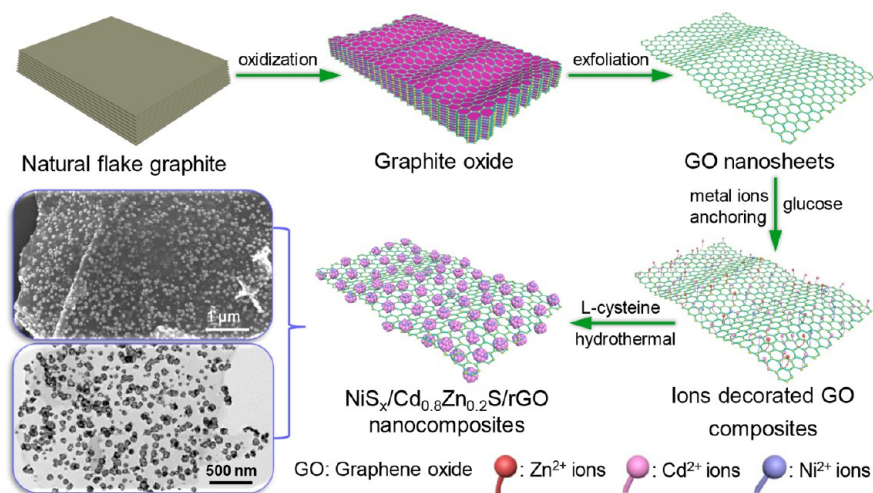 oxidization
exfoliation
Natural flake graphite
Graphite oxide
GO nanosheets
metal ions
anchoring
glucose
1 μm
L-cysteine
hydrothermal
NiSₓ/Cd₀.₈Zn₀.₂S/rGO
nanocomposites
Ions decorated GO
composites
500 nm
GO: Graphene oxide
: Zn²⁺ ions
: Cd²⁺ ions
: Ni²⁺ ions